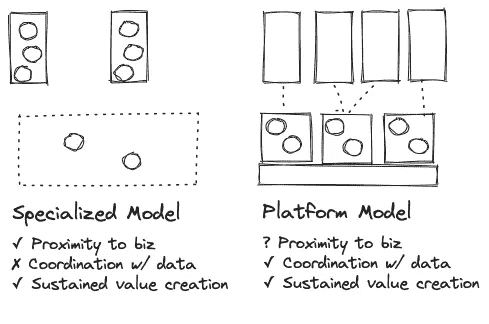 Specialized Model
✓ Proximity to biz
✗ Coordination w/ data
✓ Sustained value creation
Platform Model
? Proximity to biz
✓ Coordination w/ data
✓ Sustained value creation